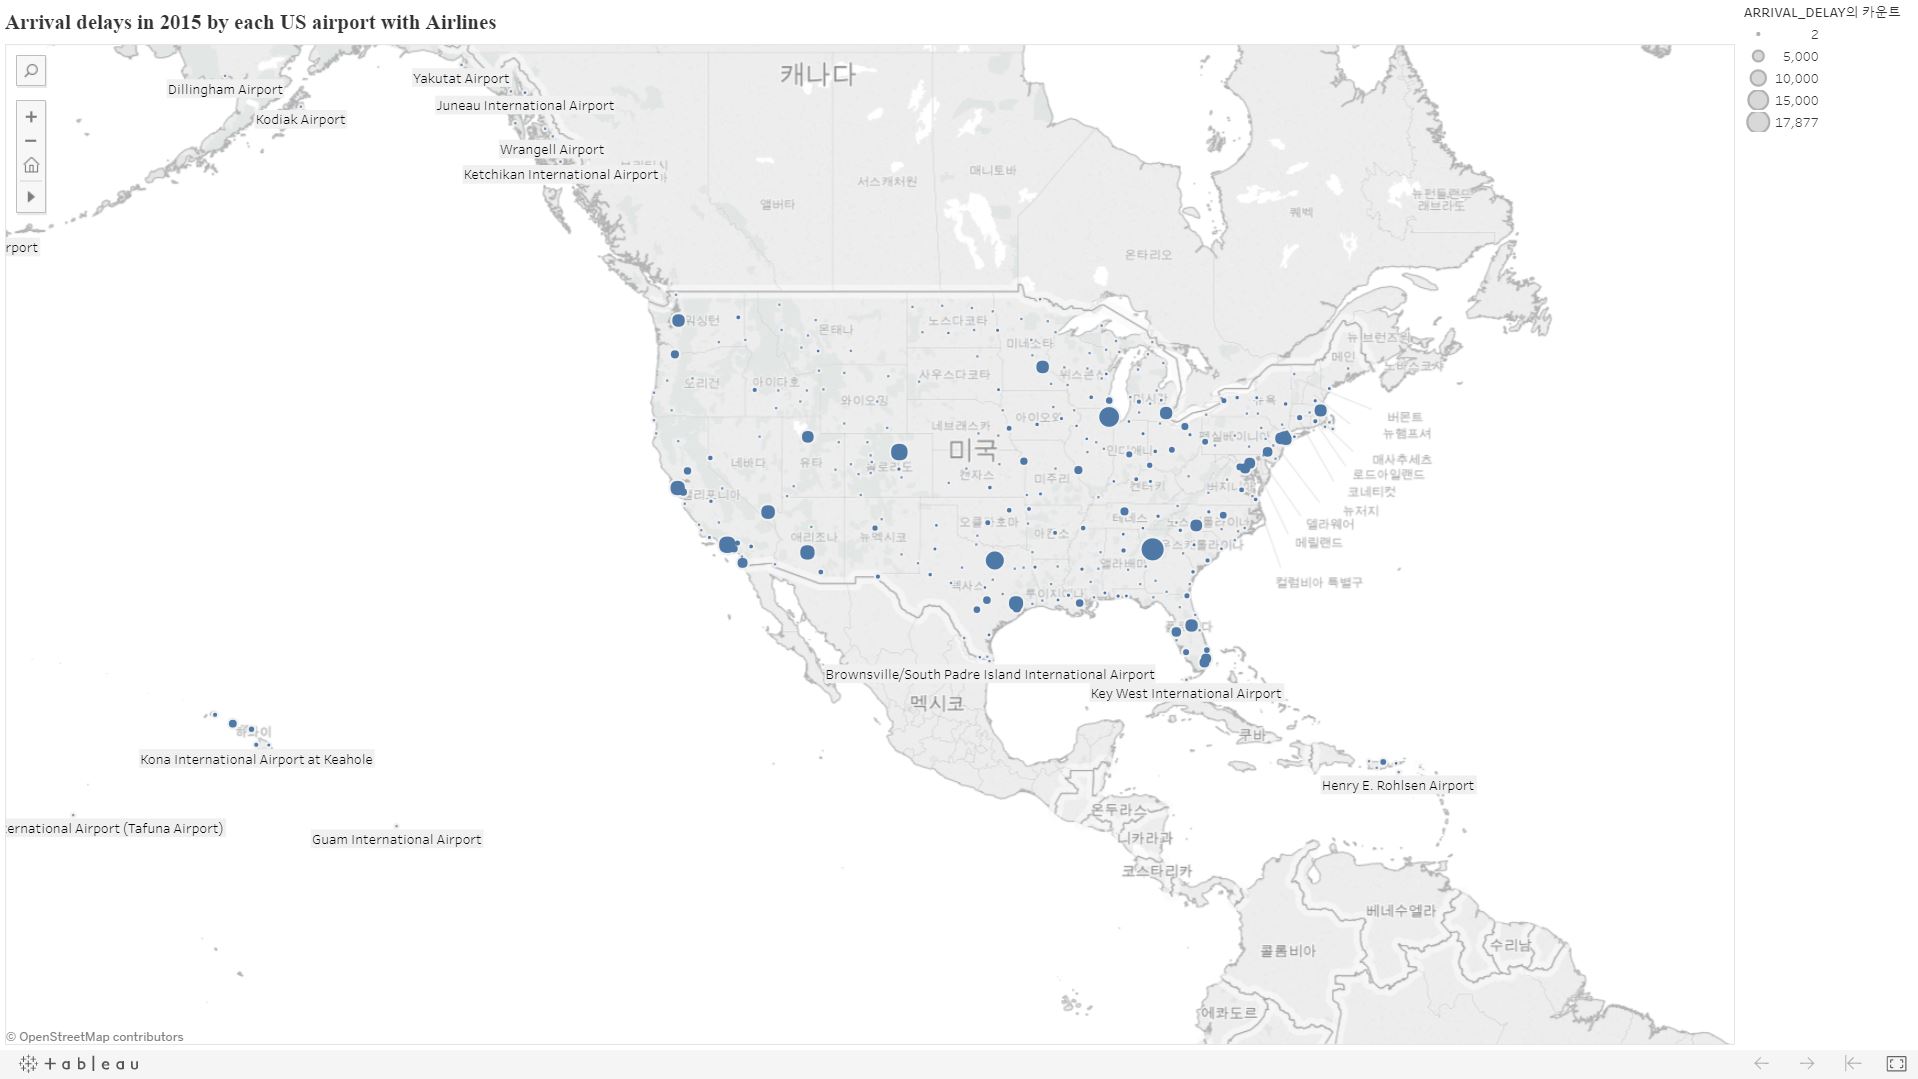 Arrival delays in 2015 by each US airport with Airlines
ARRIVAL_DELAY의 카운트
2
5,000
10,000
15,000
17,877
캐나다
Dillingham Airport
Yakutat Airport
Juneau International Airport
Kodiak Airport
Wrangell Airport
Ketchikan International Airport
매니토바
서스캐처원
앨버타
뉴펀들랜드
래브라도
퀘벡
rport
온타리오
워싱턴
몬태나
노스다코타
미네소타
뉴브런즈윅
메인
노바스코샤
위스콘신
오리건
아이다호
사우스다코타
와이오밍
미시간
뉴욕
네브래스카
아이오와
버몬트
뉴햄프셔
펜실베이니아
미국
인디애나
매사추세츠
네바다
유타
콜로라도
캔자스
미주리
로드아일랜드
코네티컷
켄터키
버지니아
캘리포니아
뉴저지
델라웨어
오클라호마
테네스
노스캐롤라이나
애리조나
뉴멕시코
아칸소
메릴랜드
우스캐롤라이나
앨라배마
컬럼비아 특별구
텍사스
루이지애나
플로리다
Brownsville/South Padre Island International Airport
Key West International Airport
멕시코
하와이
쿠바
Kona International Airport at Keahole
Henry E. Rohlsen Airport
온두라스
ternational Airport (Tafuna Airport)
Guam International Airport
니카라과
코스타리카
베네수엘라
콜롬비아
수리남
에콰도르
© OpenStreetMap contributors
+ a b l e a u